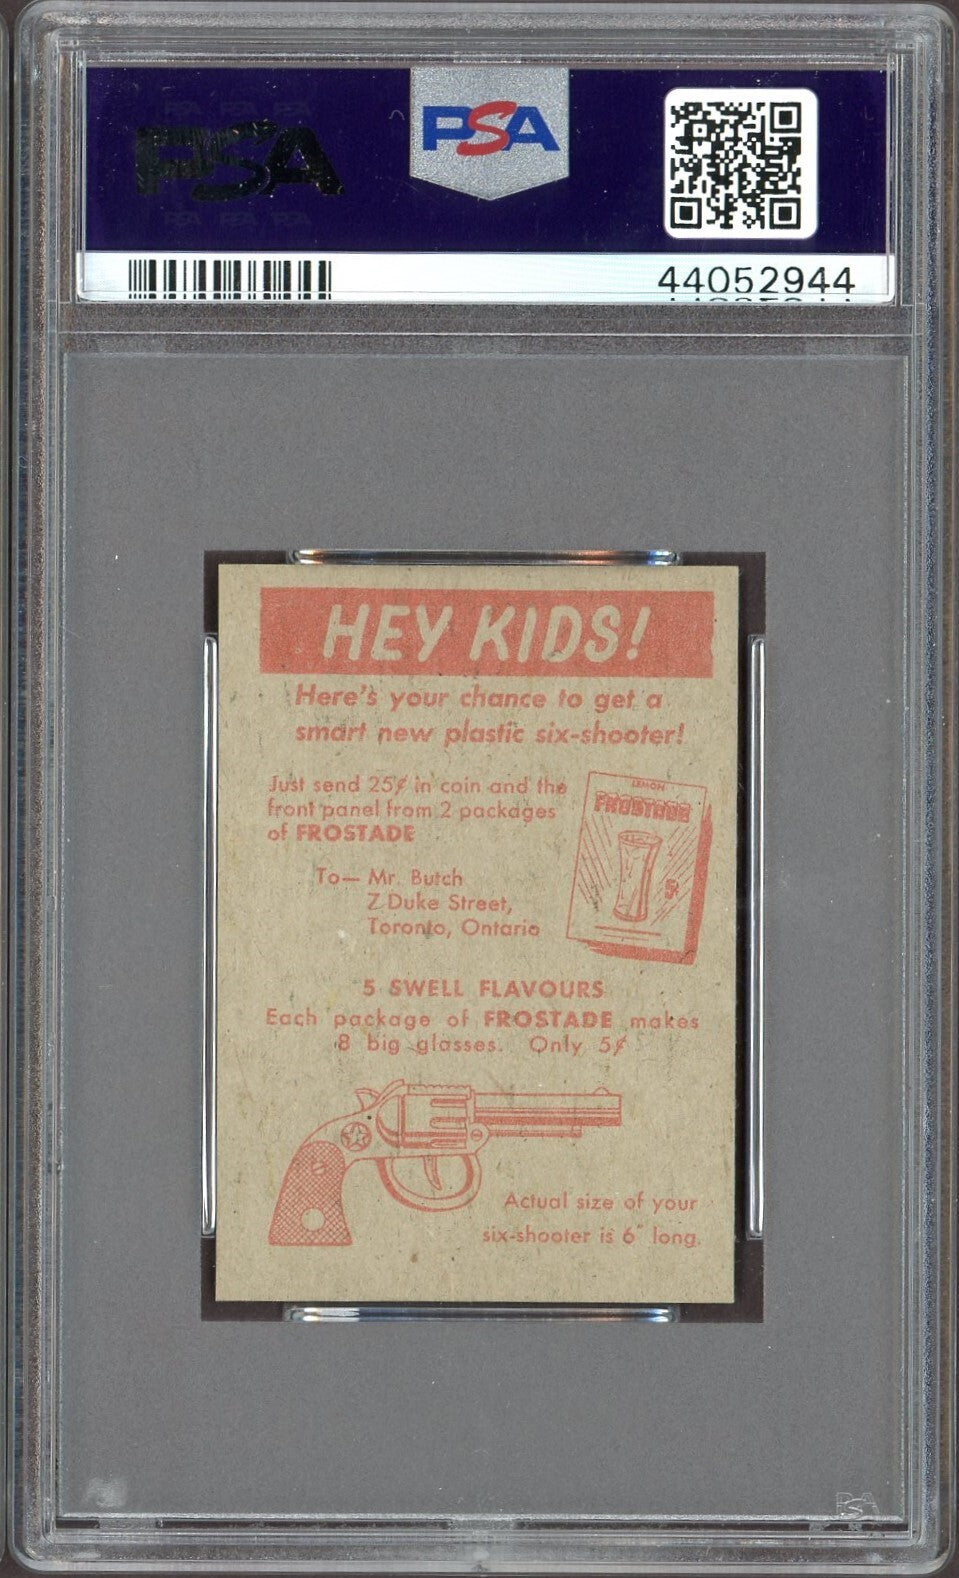 PSA
PSA
44052944
HEY KIDS!
Here's your chance to get a
smart new plastic six-shooter!
Just send 25¢ in coin and the
front panel from 2 packages
of FROSTADE
To— Mr. Butch
7 Duke Street,
Toronto, Ontario
LEMON
FROSTADE
5¢
5 SWELL FLAVOURS
Each package of FROSTADE makes
8 big glasses. Only 5¢
Actual size of your
six-shooter is 6" long.
PSA